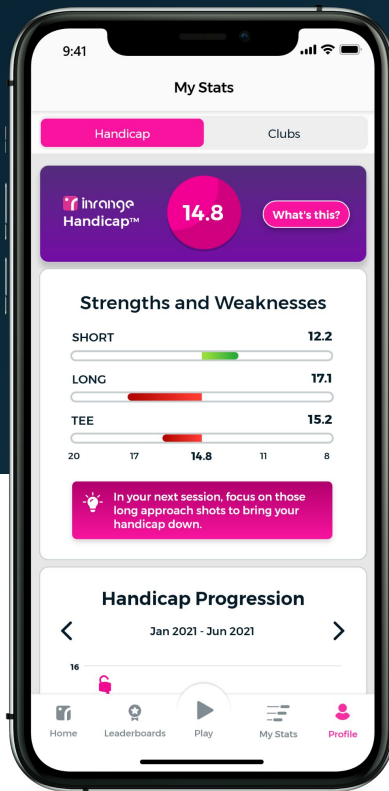 9:41
My Stats
Handicap
Clubs
inrange
Handicap™
14.8
What's this?
Strengths and Weaknesses
SHORT 12.2
LONG 17.1
TEE 15.2
20 17 14.8 11 8
In your next session, focus on those
long approach shots to bring your
handicap down.
Handicap Progression
Jan 2021 - Jun 2021
16
Home Leaderboards Play My Stats Profile